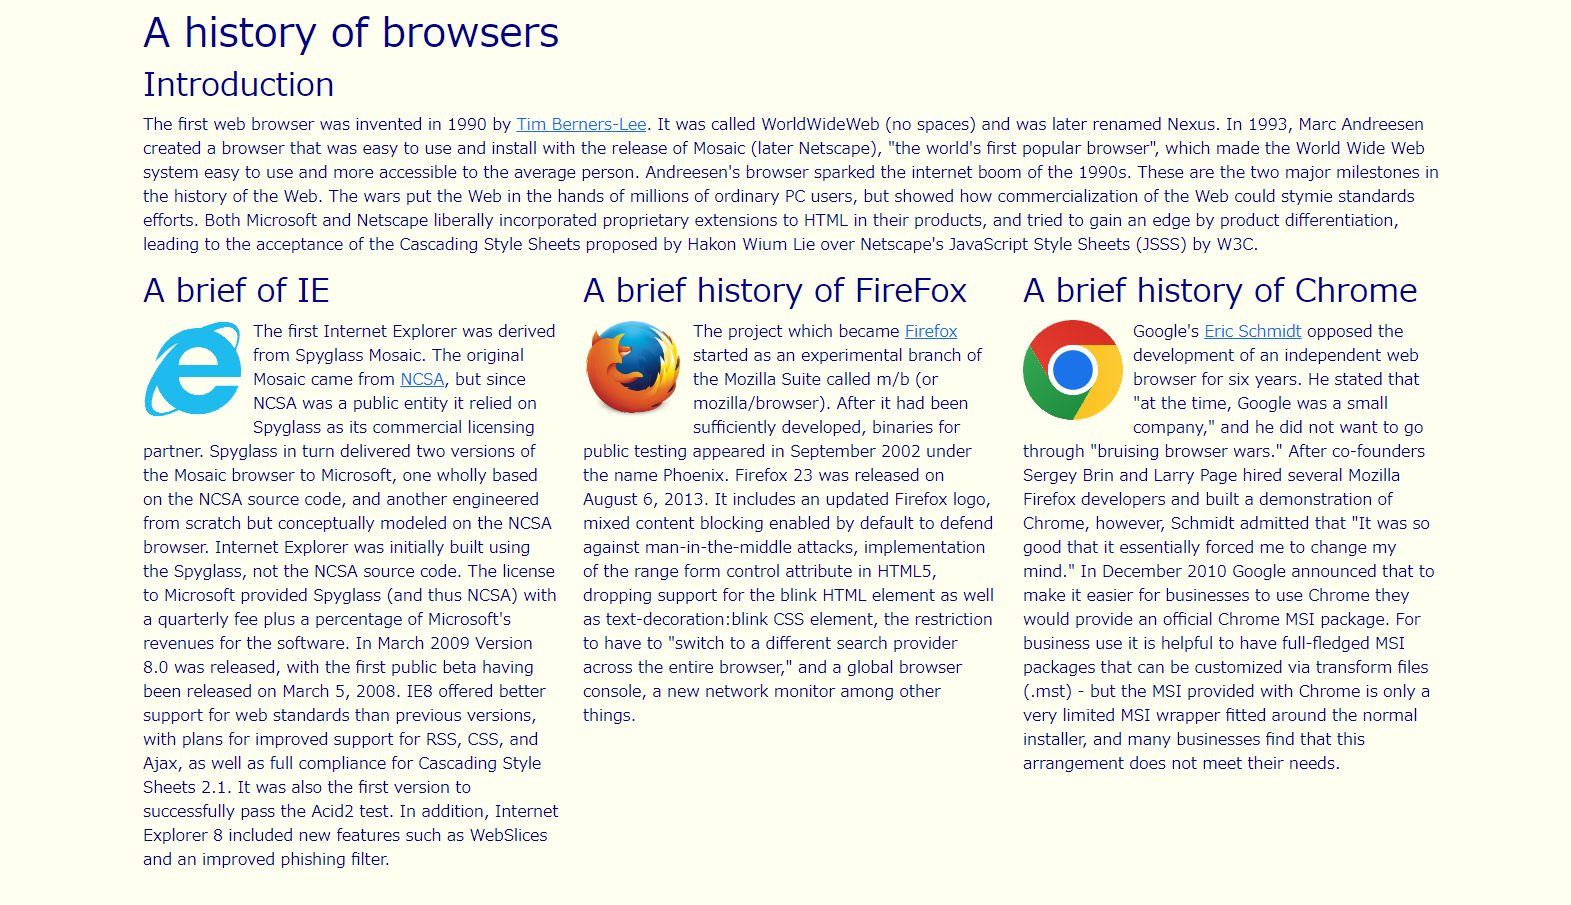 A history of browsers
Introduction
The first web browser was invented in 1990 by Tim Berners-Lee. It was called WorldWideWeb (no spaces) and was later renamed Nexus. In 1993, Marc Andreesen
created a browser that was easy to use and install with the release of Mosaic (later Netscape), "the world's first popular browser", which made the World Wide Web
system easy to use and more accessible to the average person. Andreesen's browser sparked the internet boom of the 1990s. These are the two major milestones in
the history of the Web. The wars put the Web in the hands of millions of ordinary PC users, but showed how commercialization of the Web could stymie standards
efforts. Both Microsoft and Netscape liberally incorporated proprietary extensions to HTML in their products, and tried to gain an edge by product differentiation,
leading to the acceptance of the Cascading Style Sheets proposed by Hakon Wium Lie over Netscape's JavaScript Style Sheets (JSSS) by W3C.
A brief of IE
The first Internet Explorer was derived
from Spyglass Mosaic. The original
Mosaic came from NCSA, but since
NCSA was a public entity it relied on
Spyglass as its commercial licensing
partner. Spyglass in turn delivered two versions of
the Mosaic browser to Microsoft, one wholly based
on the NCSA source code, and another engineered
from scratch but conceptually modeled on the NCSA
browser. Internet Explorer was initially built using
the Spyglass, not the NCSA source code. The license
to Microsoft provided Spyglass (and thus NCSA) with
a quarterly fee plus a percentage of Microsoft's
revenues for the software. In March 2009 Version
8.0 was released, with the first public beta having
been released on March 5, 2008. IE8 offered better
support for web standards than previous versions,
with plans for improved support for RSS, CSS, and
Ajax, as well as full compliance for Cascading Style
Sheets 2.1. It was also the first version to
successfully pass the Acid2 test. In addition, Internet
Explorer 8 included new features such as WebSlices
and an improved phishing filter.
A brief history of FireFox
The project which became Firefox
started as an experimental branch of
the Mozilla Suite called m/b (or
mozilla/browser). After it had been
sufficiently developed, binaries for
public testing appeared in September 2002 under
the name Phoenix. Firefox 23 was released on
August 6, 2013. It includes an updated Firefox logo,
mixed content blocking enabled by default to defend
against man-in-the-middle attacks, implementation
of the range form control attribute in HTML5,
dropping support for the blink HTML element as well
as text-decoration:blink CSS element, the restriction
to have to "switch to a different search provider
across the entire browser," and a global browser
console, a new network monitor among other
things.
A brief history of Chrome
Google's Eric Schmidt opposed the
development of an independent web
browser for six years. He stated that
"at the time, Google was a small
company," and he did not want to go
through "bruising browser wars." After co-founders
Sergey Brin and Larry Page hired several Mozilla
Firefox developers and built a demonstration of
Chrome, however, Schmidt admitted that "It was so
good that it essentially forced me to change my
mind." In December 2010 Google announced that to
make it easier for businesses to use Chrome they
would provide an official Chrome MSI package. For
business use it is helpful to have full-fledged MSI
packages that can be customized via transform files
(.mst) - but the MSI provided with Chrome is only a
very limited MSI wrapper fitted around the normal
installer, and many businesses find that this
arrangement does not meet their needs.